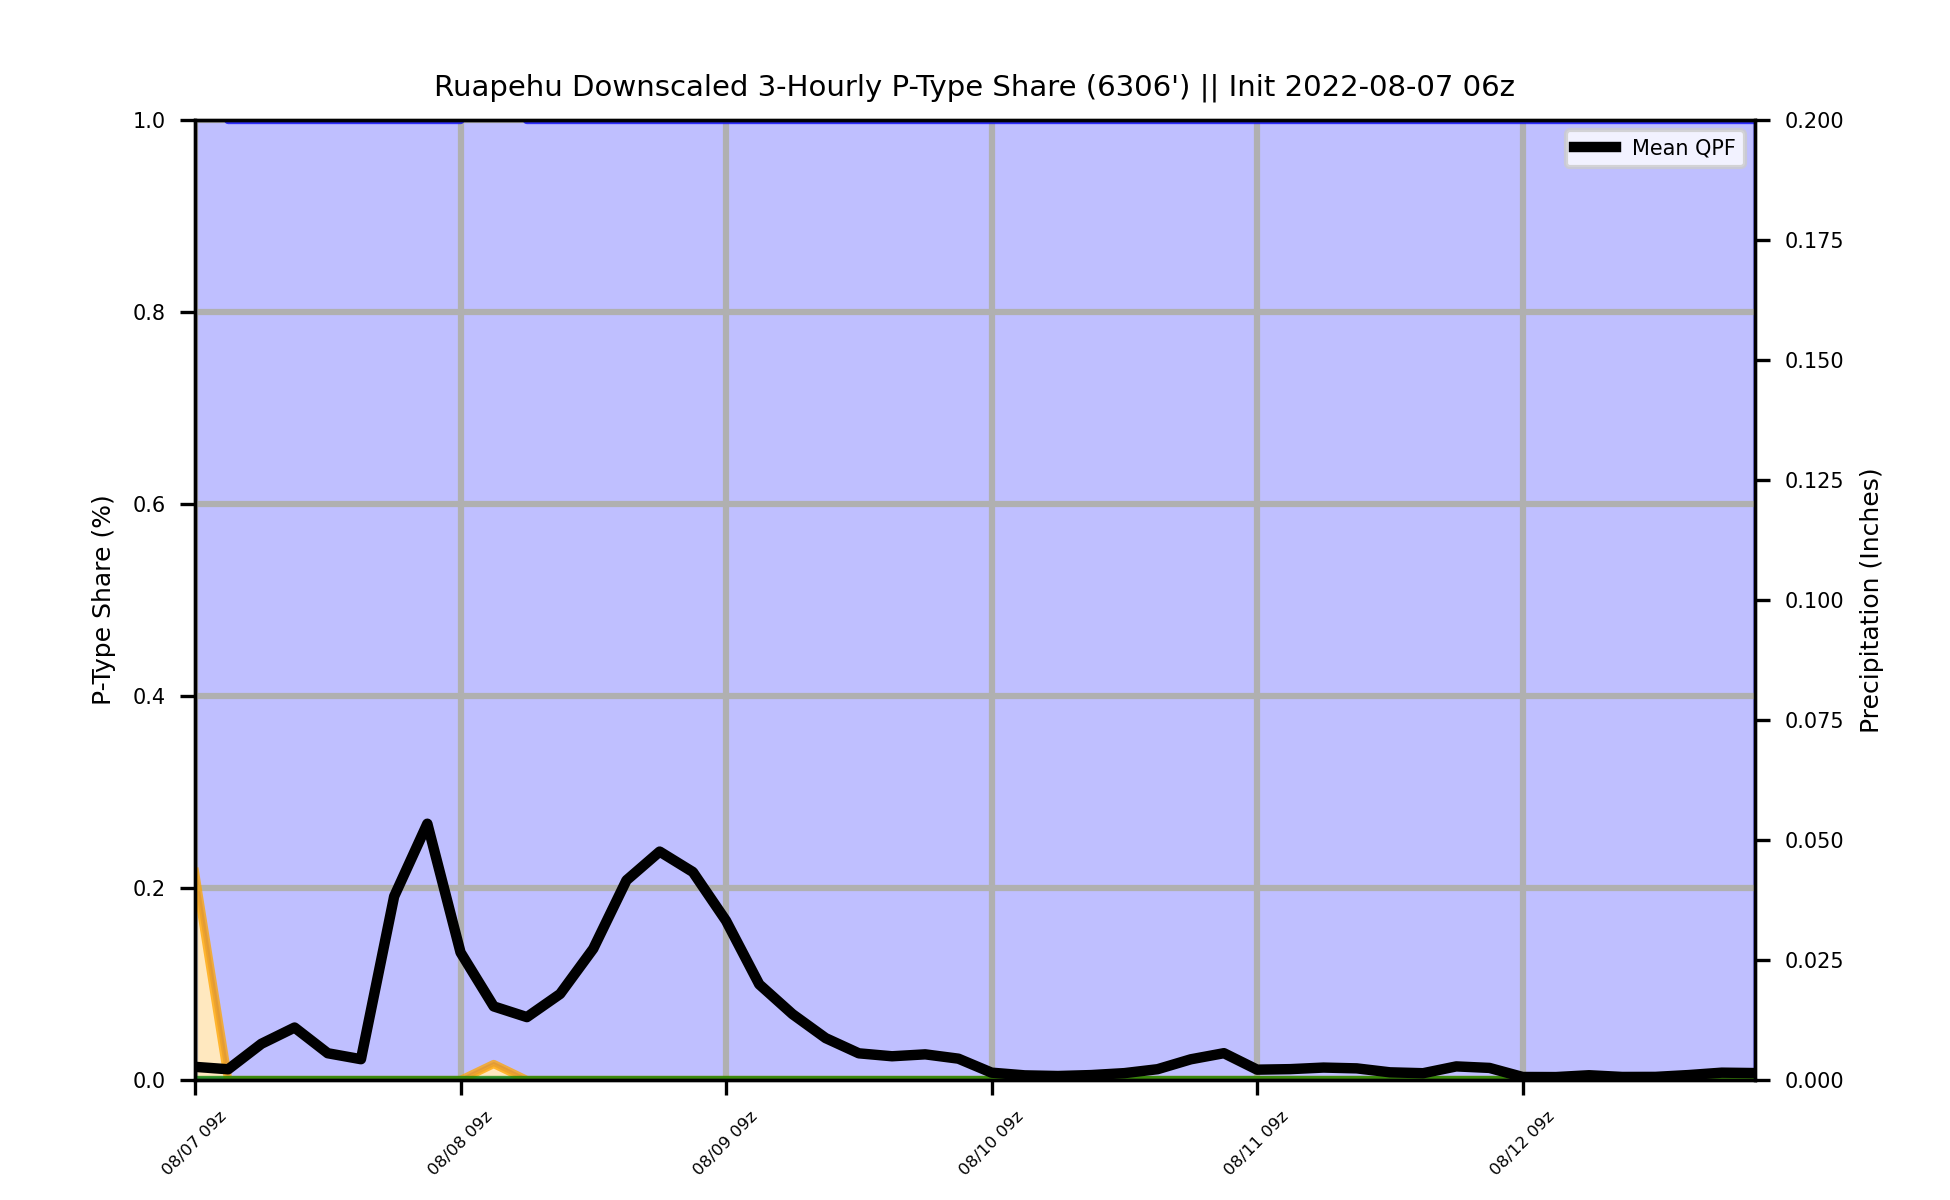 Ruapehu Downscaled 3-Hourly P-Type Share (6306') || Init 2022-08-07 06z
Mean QPF
P-Type Share (%)
1.0
0.8
0.6
0.4
0.2
0.0
0.200
0.175
0.150
0.125
0.100
0.075
0.050
0.025
0.000
Precipitation (Inches)
08/07 09z
08/08 09z
08/09 09z
08/10 09z
08/11 09z
08/12 09z